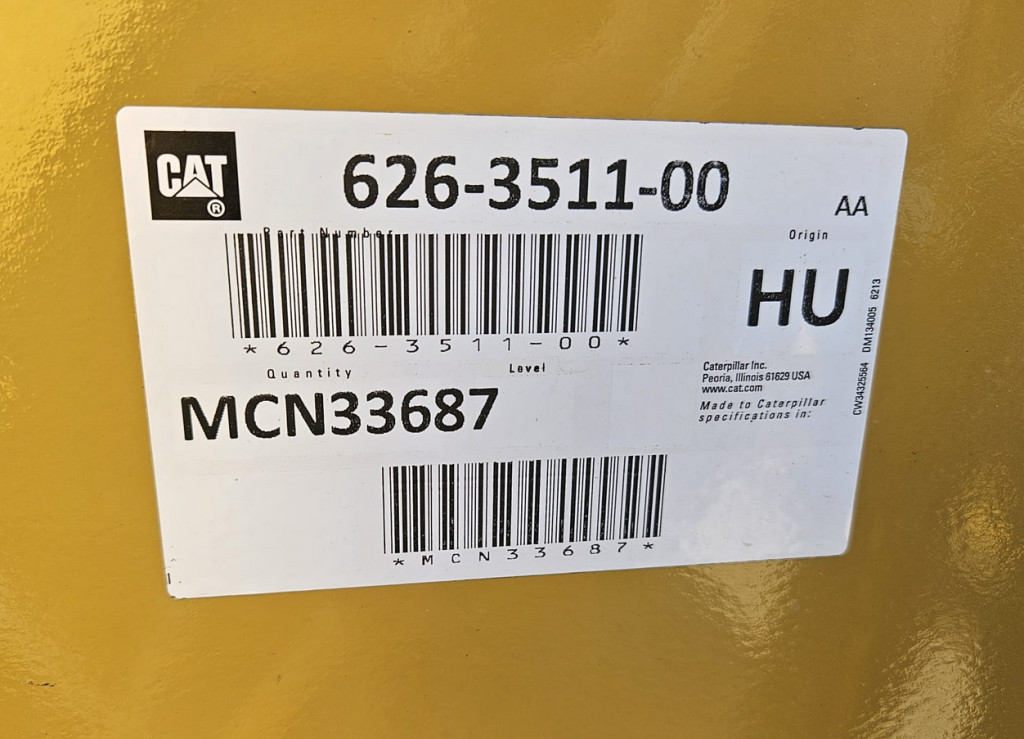 CAT
®
626-3511-00
AA
Part Number
Origin
HU
*626-3511-00*
Quantity
Level
MCN33687
Caterpillar Inc.
Peoria, Illinois 61629 USA
www.cat.com
Made to Caterpillar
specifications in:
CW34325564 DM134005 6213
*MCN33687*